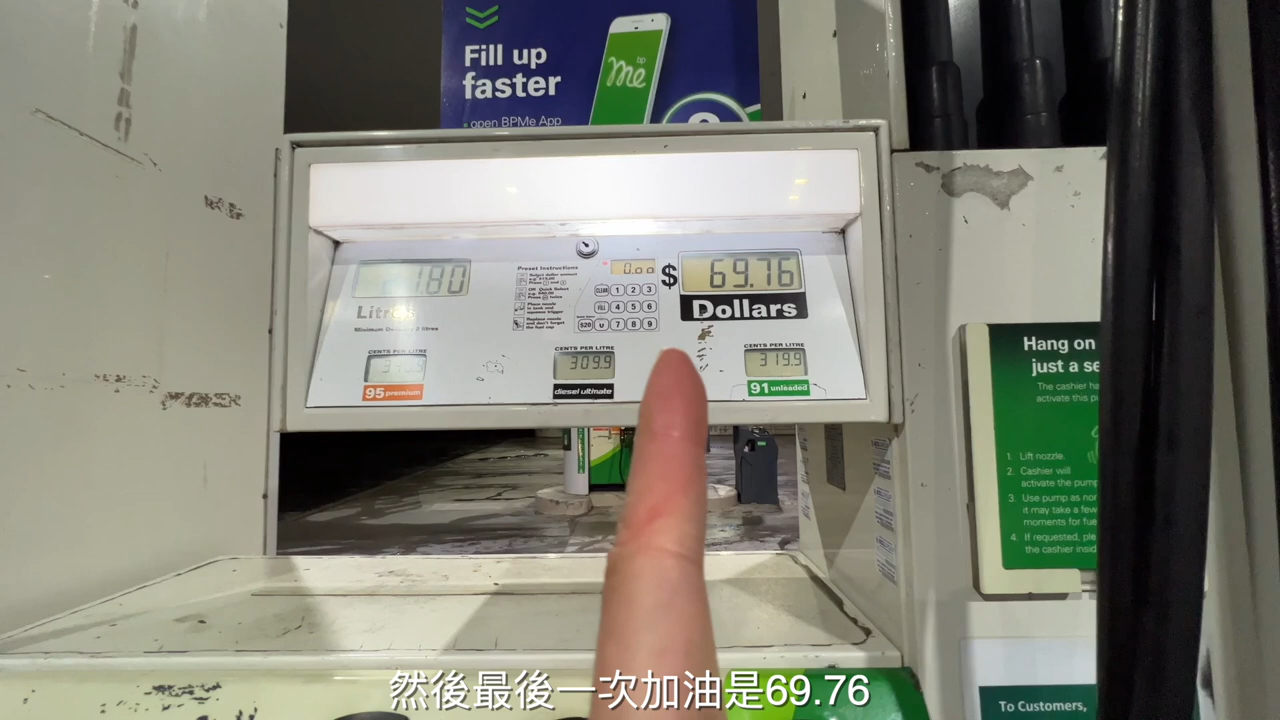 Fill up
faster
bp
me
open BPMe App
180
Litres
Preset Instructions
0.00
$
69.76
Dollars
CLEAR 1 2 3
FILL 4 5 6
$20 0 7 8 9
CENTS PER LITRE
95 premium
CENTS PER LITRE
309.9
diesel ultimate
CENTS PER LITRE
319.9
91 unleaded
Hang on
just a se
The cashier ha
activate this pu
1. Lift nozzle.
2. Cashier will
activate the pump
3. Use pump as nor
it may take a few
moments for fue
4. If requested, ple
the cashier insid
To Customers,
然後最後一次加油是69.76